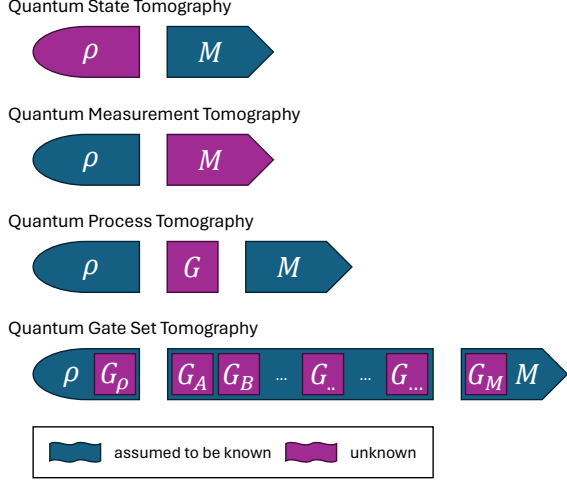 Quantum State Tomography
ρ M
Quantum Measurement Tomography
ρ M
Quantum Process Tomography
ρ G M
Quantum Gate Set Tomography
ρ G_ρ G_A G_B ... G_.. ... G_... G_M M
assumed to be known unknown